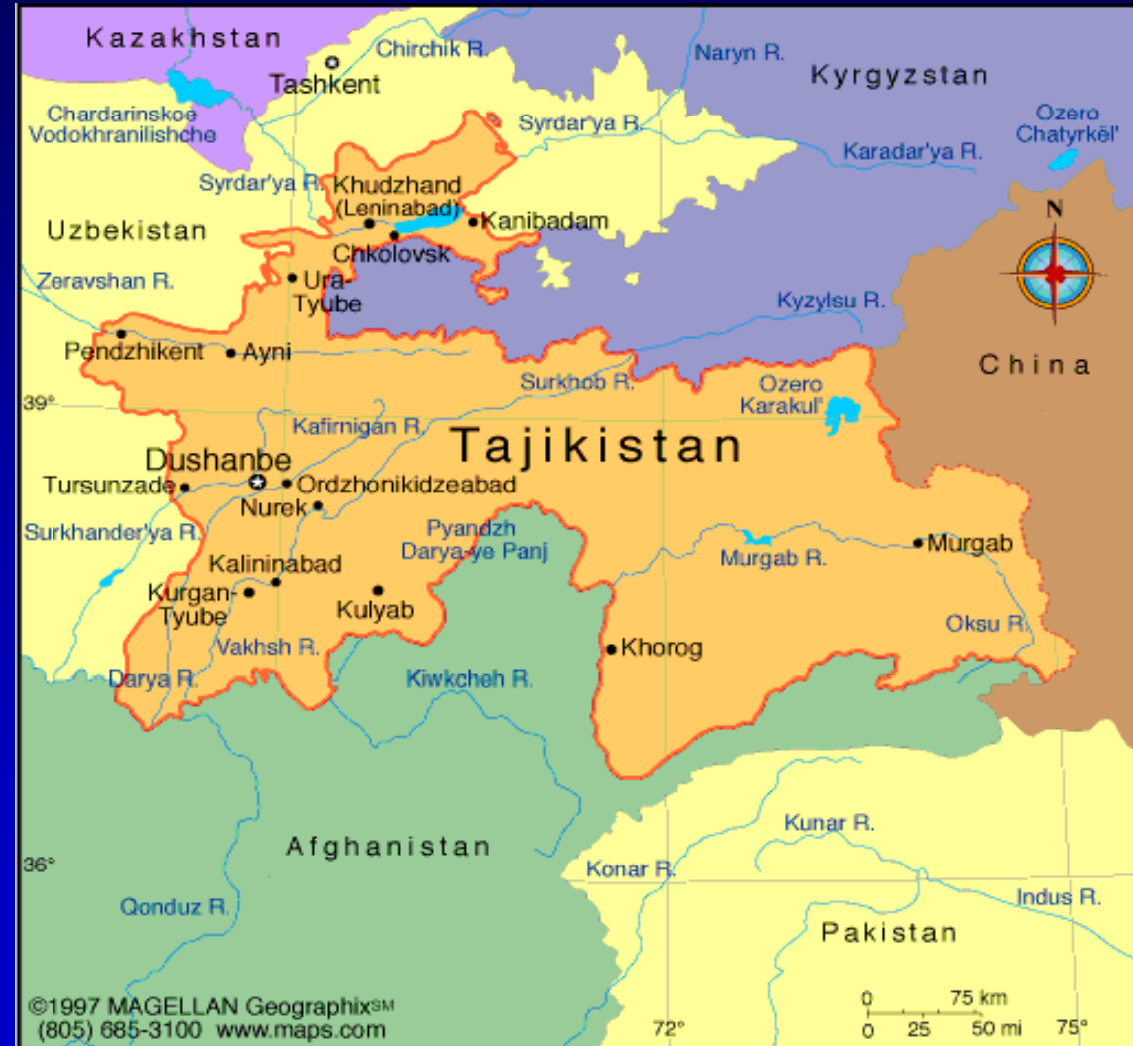 Kazakhstan
Chirchik R.
Naryn R.
Tashkent
Kyrgyzstan
Chardarinskoe
Vodokhranilishche
Ozero
Chatyrkël'
Syrdar'ya R.
Karadar'ya R.
Syrdar'ya R.
Khudzhand
(Leninabad)
Kanibadam
N
Uzbekistan
Chkolovsk
Zeravshan R.
Ura-
Tyube
Kyzylsu R.
Pendzhikent
Ayni
China
Surkhob R.
Ozero
Karakul'
39°
Kafirnigan R.
Tajikistan
Dushanbe
Tursunzade
Ordzhonikidzeabad
Nurek
Surkhander'ya R.
Pyandzh
Darya-ye Panj
Murgab
Murgab R.
Kalininabad
Kurgan-
Tyube
Kulyab
Oksu R.
Vakhsh R.
Khorog
Darya R.
Kiwkcheh R.
Kunar R.
Afghanistan
36°
Konar R.
Indus R.
Qonduz R.
Pakistan
©1997 MAGELLAN Geographix℠
(805) 685-3100 www.maps.com
0 75 km
0 25 50 mi
72°
75°